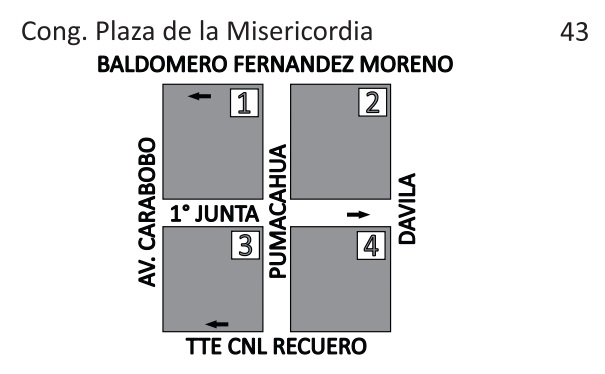 Cong. Plaza de la Misericordia 43
BALDOMERO FERNANDEZ MORENO
1 2
AV. CARABOBO
PUMACAHUA
DAVILA
1° JUNTA
3 4
TTE CNL RECUERO